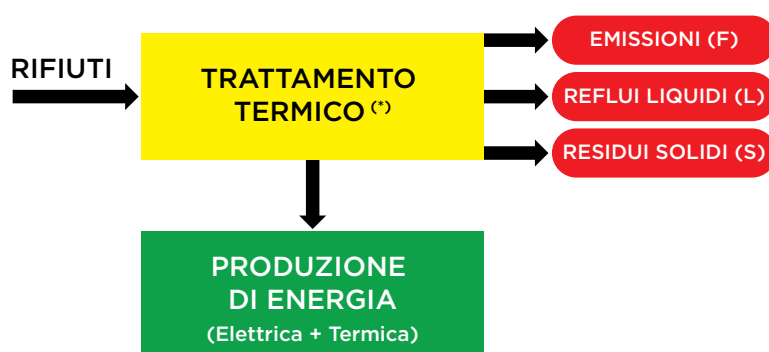 RIFIUTI
TRATTAMENTO
TERMICO (*)
EMISSIONI (F)
REFLUI LIQUIDI (L)
RESIDUI SOLIDI (S)
PRODUZIONE
DI ENERGIA
(Elettrica + Termica)